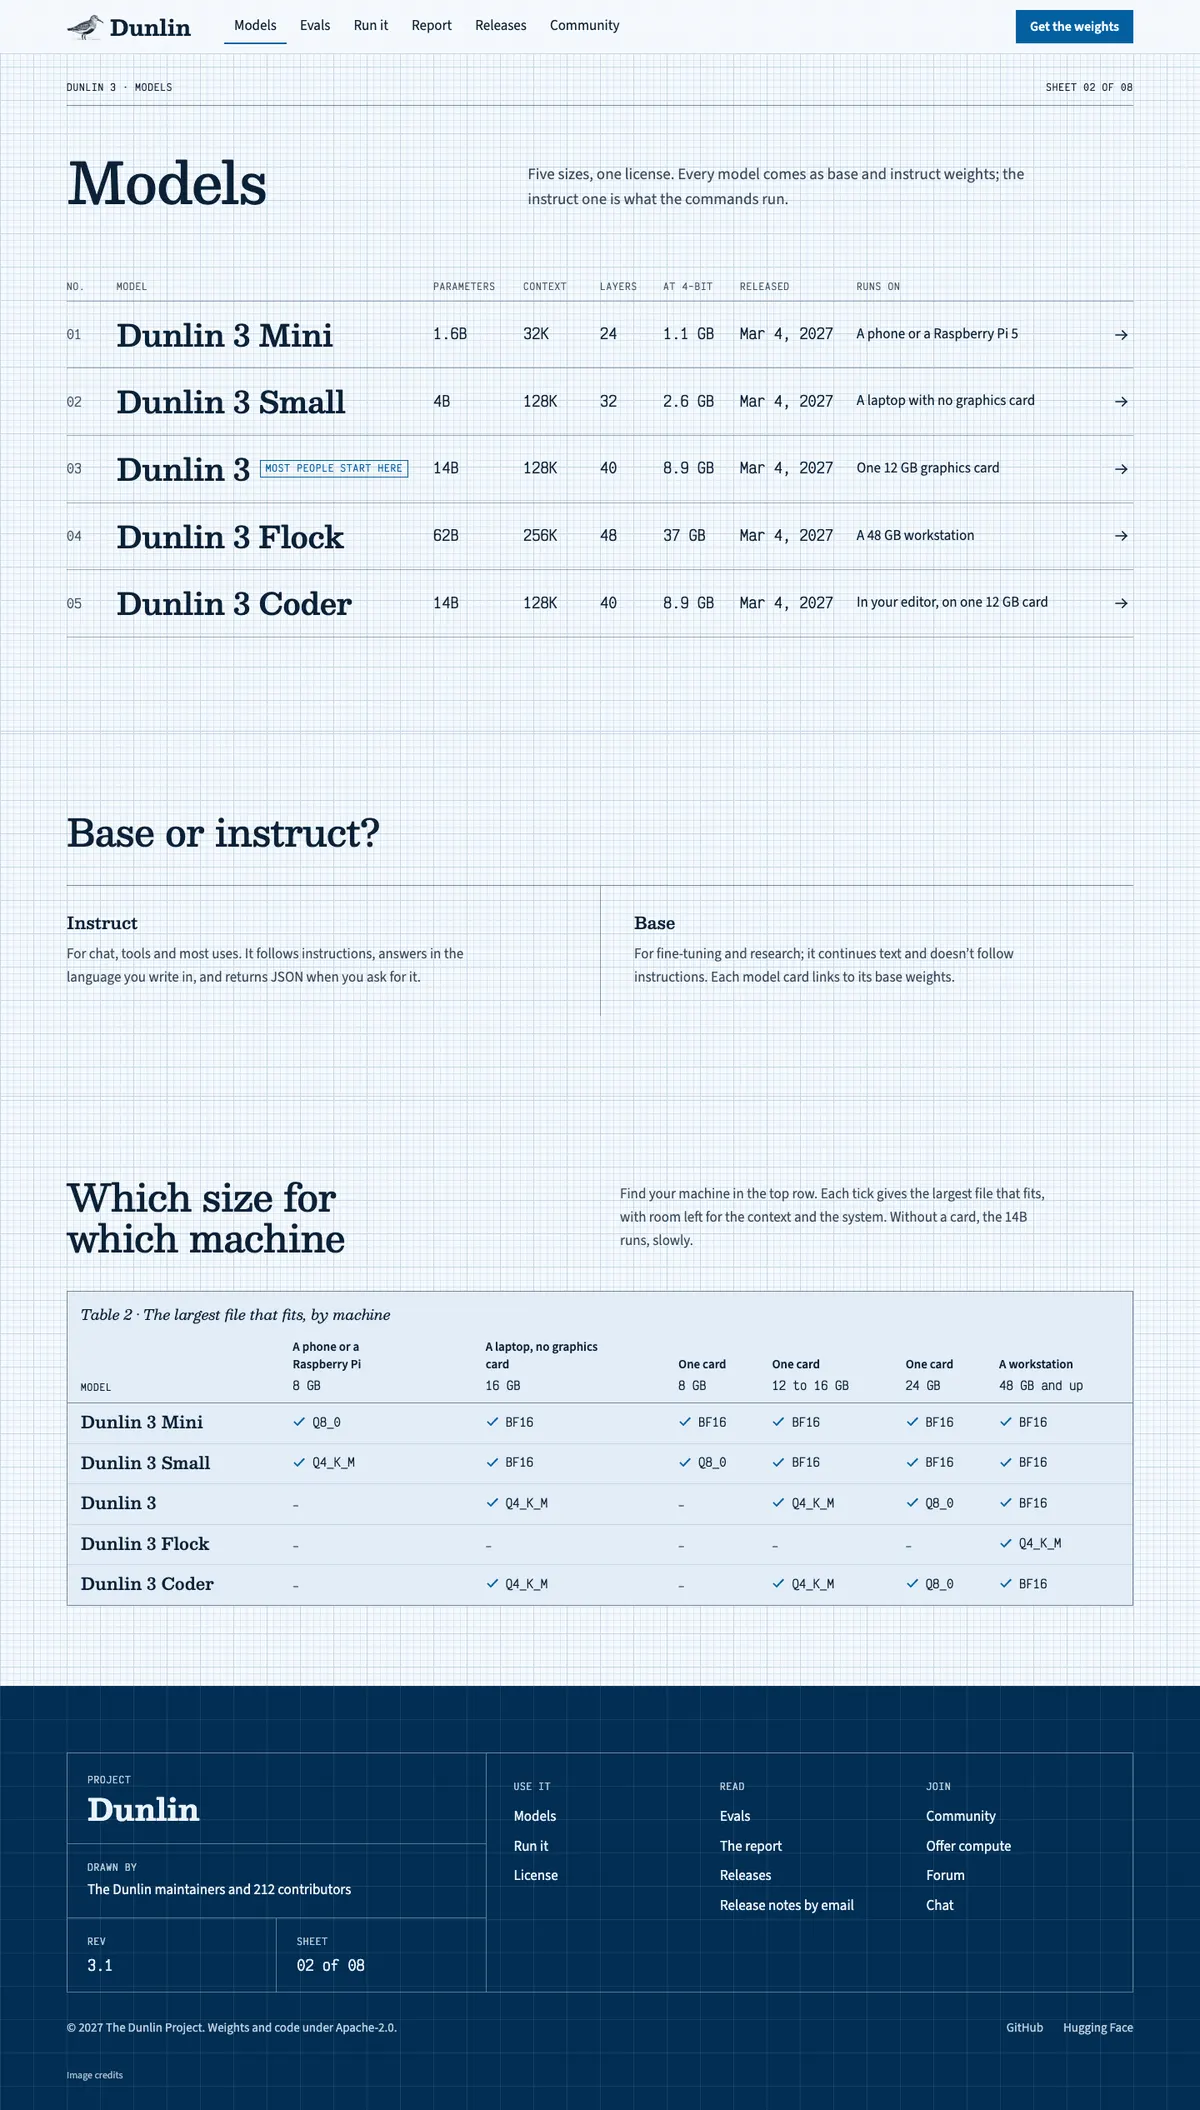 Dunlin
Models Evals Run it Report Releases Community
Get the weights
DUNLIN 3 · MODELS
SHEET 02 OF 08
Models
Five sizes, one license. Every model comes as base and instruct weights; the
instruct one is what the commands run.
NO. MODEL PARAMETERS CONTEXT LAYERS AT 4-BIT RELEASED RUNS ON
01 Dunlin 3 Mini 1.6B 32K 24 1.1 GB Mar 4, 2027 A phone or a Raspberry Pi 5 →
02 Dunlin 3 Small 4B 128K 32 2.6 GB Mar 4, 2027 A laptop with no graphics card →
03 Dunlin 3 MOST PEOPLE START HERE 14B 128K 40 8.9 GB Mar 4, 2027 One 12 GB graphics card →
04 Dunlin 3 Flock 62B 256K 48 37 GB Mar 4, 2027 A 48 GB workstation →
05 Dunlin 3 Coder 14B 128K 40 8.9 GB Mar 4, 2027 In your editor, on one 12 GB card →
Base or instruct?
Instruct
For chat, tools and most uses. It follows instructions, answers in the
language you write in, and returns JSON when you ask for it.
Base
For fine-tuning and research; it continues text and doesn't follow
instructions. Each model card links to its base weights.
Which size for
which machine
Find your machine in the top row. Each tick gives the largest file that fits,
with room left for the context and the system. Without a card, the 14B
runs, slowly.
Table 2 · The largest file that fits, by machine
MODEL
A phone or a
Raspberry Pi
8 GB
A laptop, no graphics
card
16 GB
One card
8 GB
One card
12 to 16 GB
One card
24 GB
A workstation
48 GB and up
Dunlin 3 Mini ✓ Q8_0 ✓ BF16 ✓ BF16 ✓ BF16 ✓ BF16 ✓ BF16
Dunlin 3 Small ✓ Q4_K_M ✓ BF16 ✓ Q8_0 ✓ BF16 ✓ BF16 ✓ BF16
Dunlin 3 – ✓ Q4_K_M – ✓ Q4_K_M ✓ Q8_0 ✓ BF16
Dunlin 3 Flock – – – – – ✓ Q4_K_M
Dunlin 3 Coder – ✓ Q4_K_M – ✓ Q4_K_M ✓ Q8_0 ✓ BF16
PROJECT
Dunlin
DRAWN BY
The Dunlin maintainers and 212 contributors
REV
3.1
SHEET
02 of 08
USE IT
Models
Run it
License
READ
Evals
The report
Releases
Release notes by email
JOIN
Community
Offer compute
Forum
Chat
© 2027 The Dunlin Project. Weights and code under Apache-2.0.
GitHub Hugging Face
Image credits